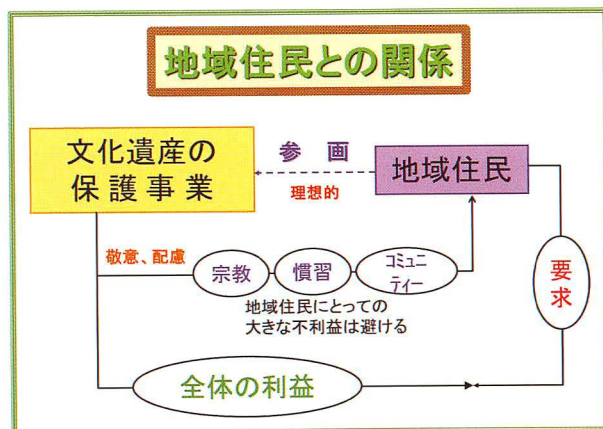 地域住民との関係
文化遺産の
保護事業
参　画
理想的
地域住民
敬意、配慮
宗教
慣習
コミュニ
ティー
要求
地域住民にとっての
大きな不利益は避ける
全体の利益